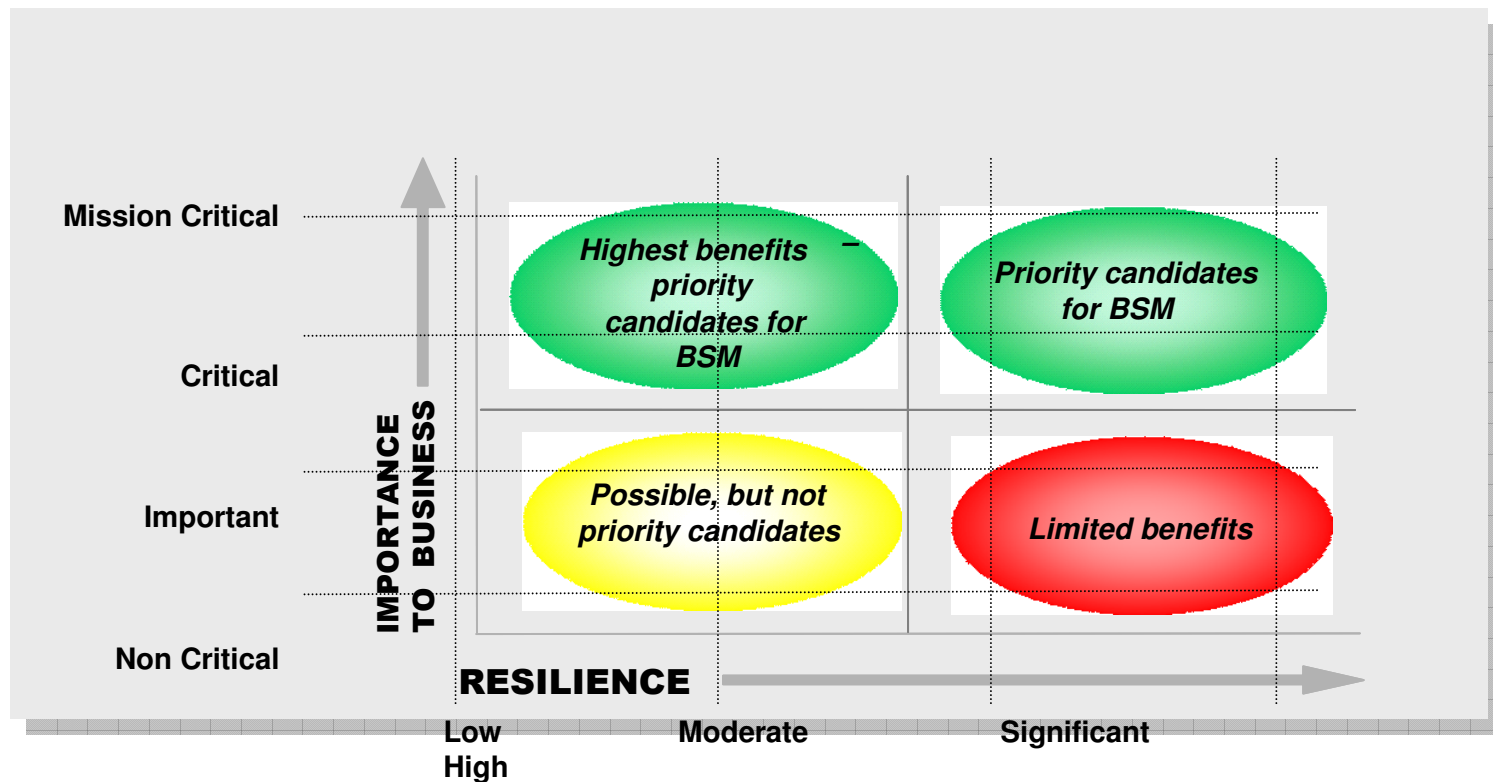 Mission Critical
Critical
Important
Non Critical
IMPORTANCE
TO BUSINESS
Highest benefits –
priority
candidates for
BSM
Priority candidates
for BSM
Possible, but not
priority candidates
Limited benefits
RESILIENCE
Low Moderate Significant
High